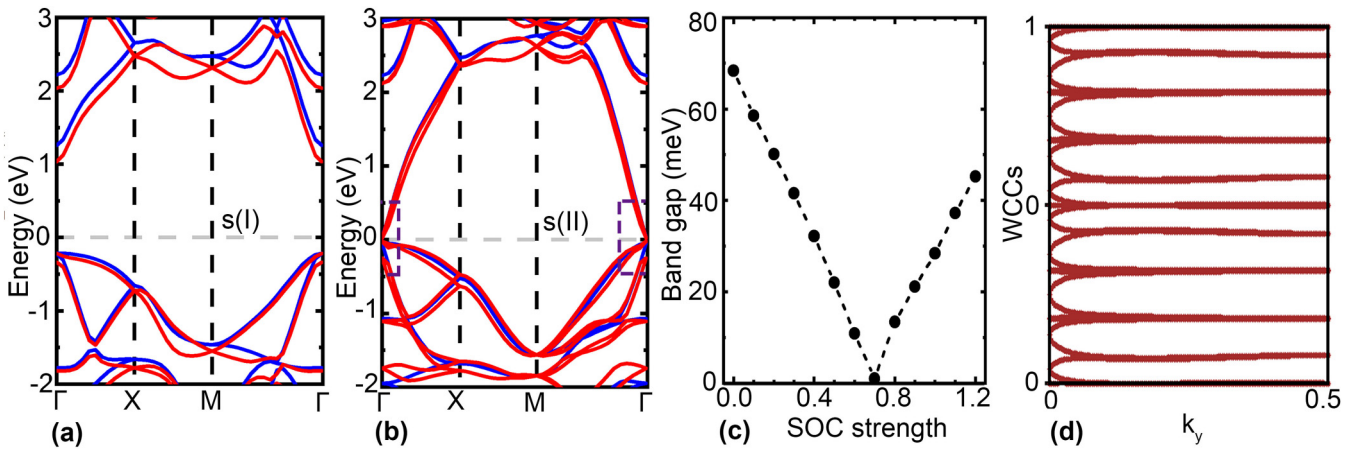 3
2
1
0
-1
-2
Energy (eV)
s(I)
Γ X M Γ
(a)
3
2
1
0
-1
-2
Energy (eV)
s(II)
Γ X M Γ
(b)
80
60
40
20
0
Band gap (meV)
0.0 0.4 0.8 1.2
SOC strength
(c)
1
0
0
WCCs
0 0.5
k_y
(d)